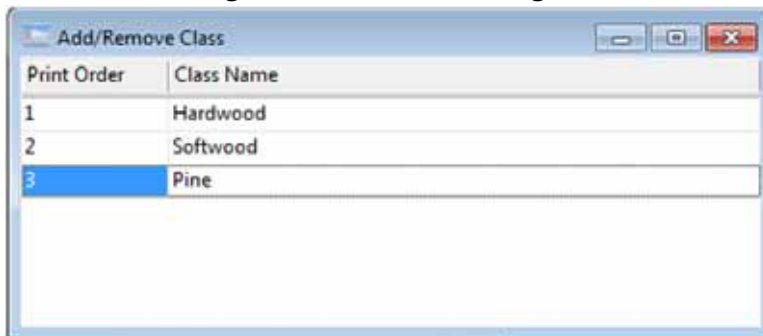 Add/Remove Class
Print Order Class Name
1 Hardwood
2 Softwood
3 Pine